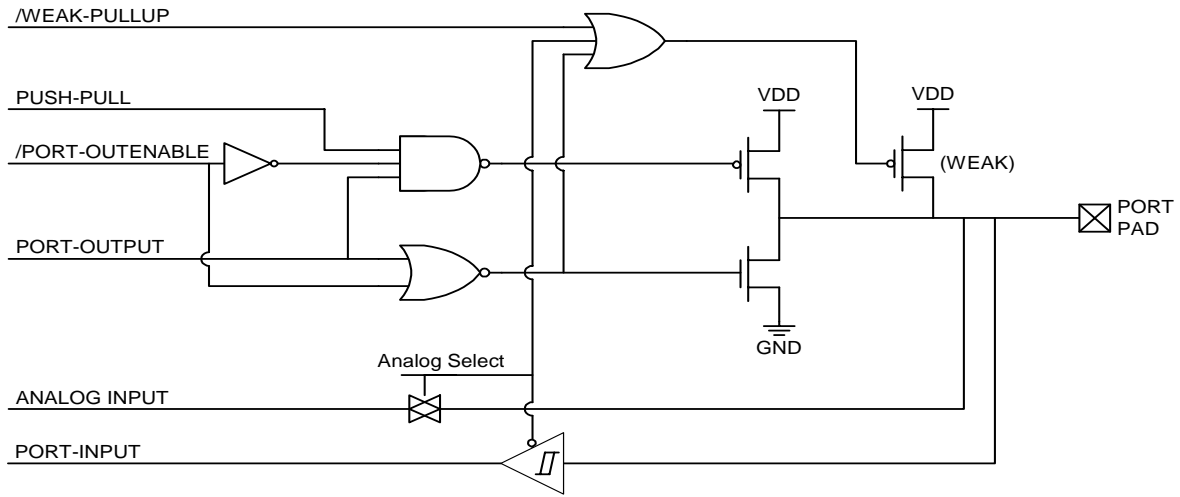 /WEAK-PULLUP
PUSH-PULL
VDD
VDD
/PORT-OUTENABLE
(WEAK)
PORT
PAD
PORT-OUTPUT
GND
Analog Select
ANALOG INPUT
PORT-INPUT